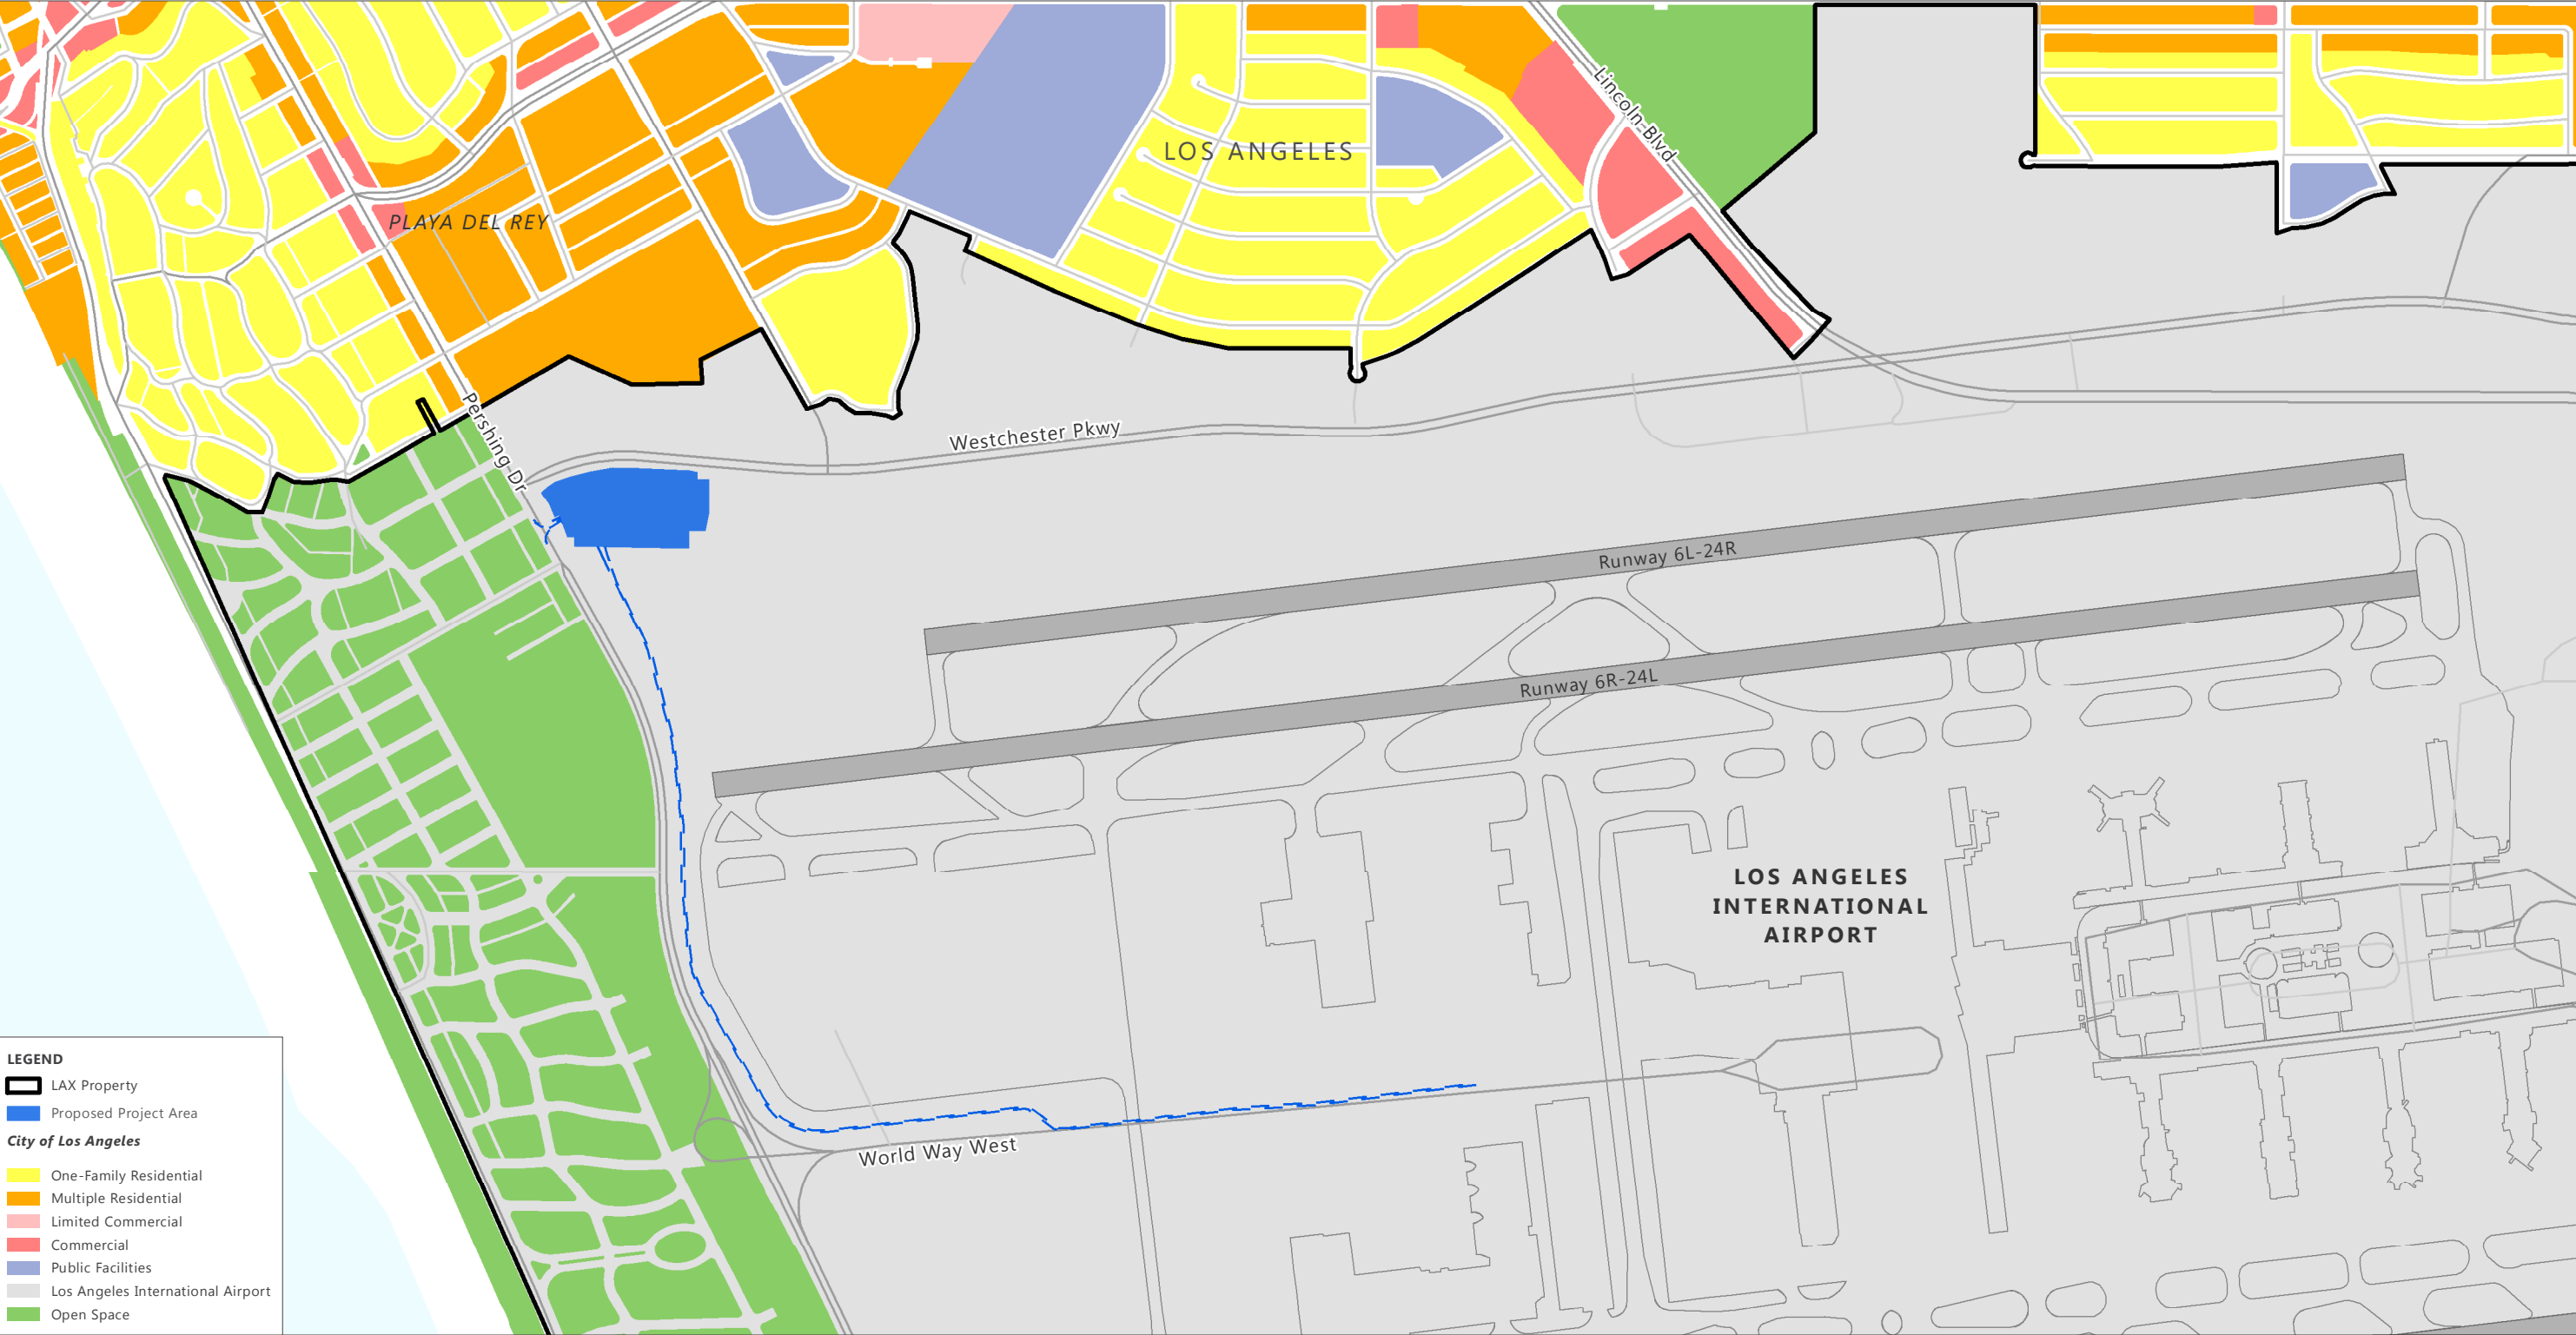 Lincoln Blvd
LOS ANGELES
PLAYA DEL REY
Pershing Dr
Westchester Pkwy
Runway 6L-24R
Runway 6R-24L
LOS ANGELES
INTERNATIONAL
AIRPORT
World Way West
LEGEND
LAX Property
Proposed Project Area
City of Los Angeles
One-Family Residential
Multiple Residential
Limited Commercial
Commercial
Public Facilities
Los Angeles International Airport
Open Space